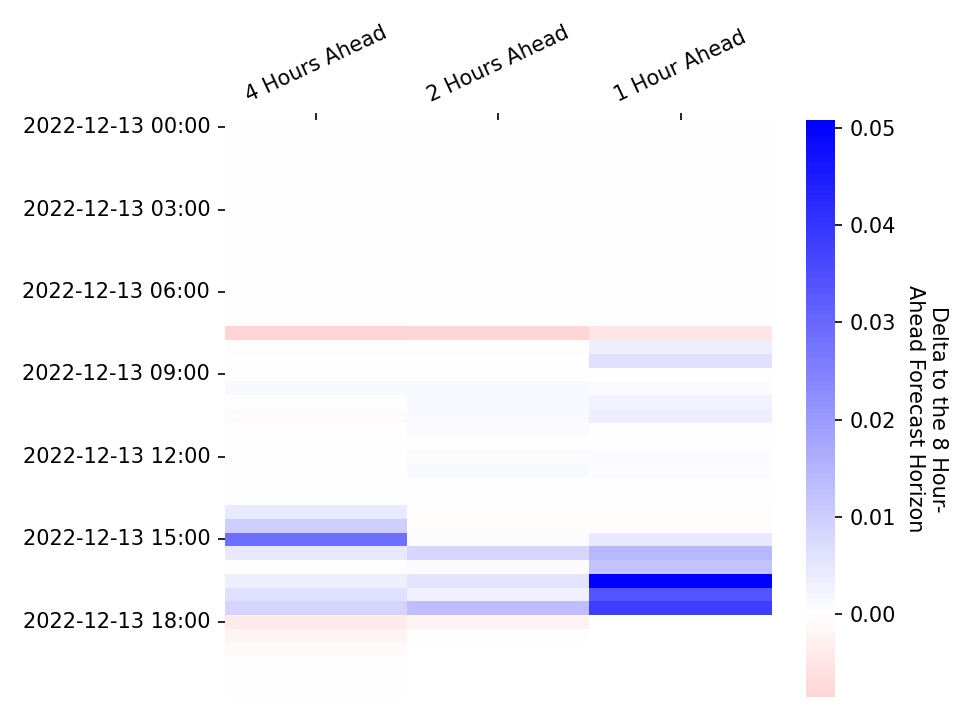 4 Hours Ahead
2 Hours Ahead
1 Hour Ahead
2022-12-13 00:00
2022-12-13 03:00
2022-12-13 06:00
2022-12-13 09:00
2022-12-13 12:00
2022-12-13 15:00
2022-12-13 18:00
0.05
0.04
0.03
0.02
0.01
0.00
Delta to the 8 Hour-
Ahead Forecast Horizon